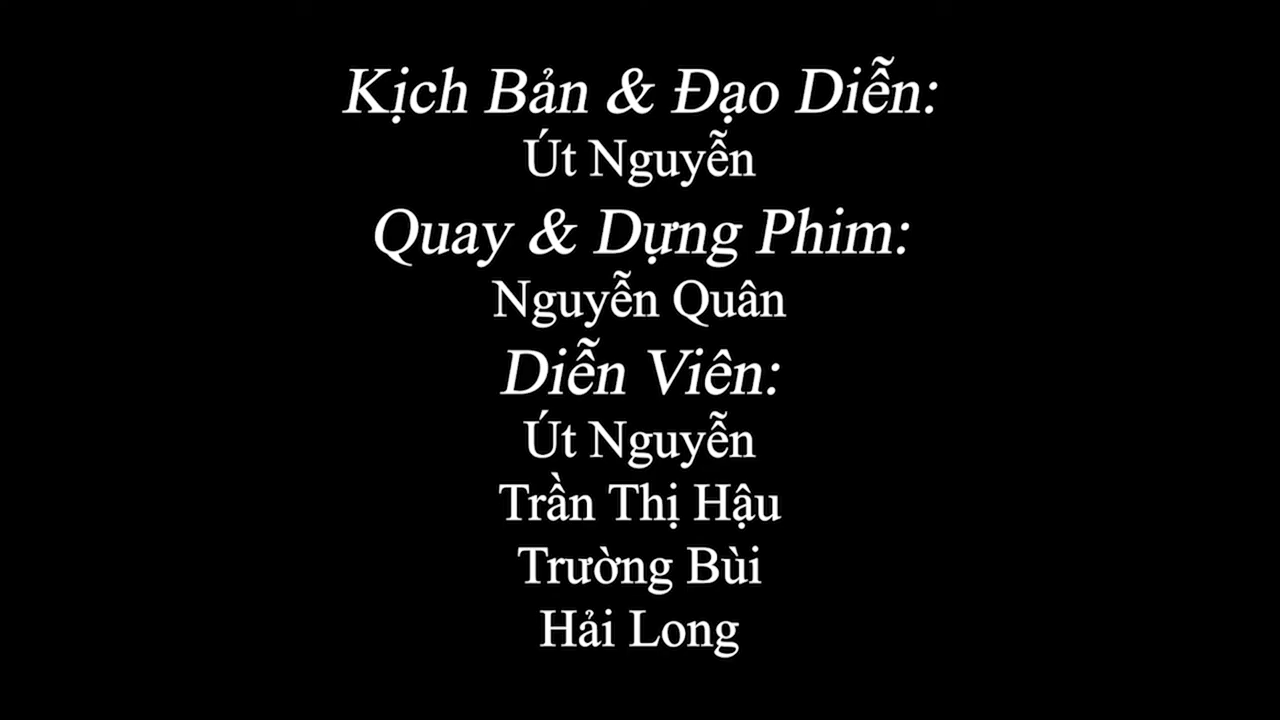 Kịch Bản & Đạo Diễn:
Út Nguyễn
Quay & Dựng Phim:
Nguyễn Quân
Diễn Viên:
Út Nguyễn
Trần Thị Hậu
Trường Bùi
Hải Long